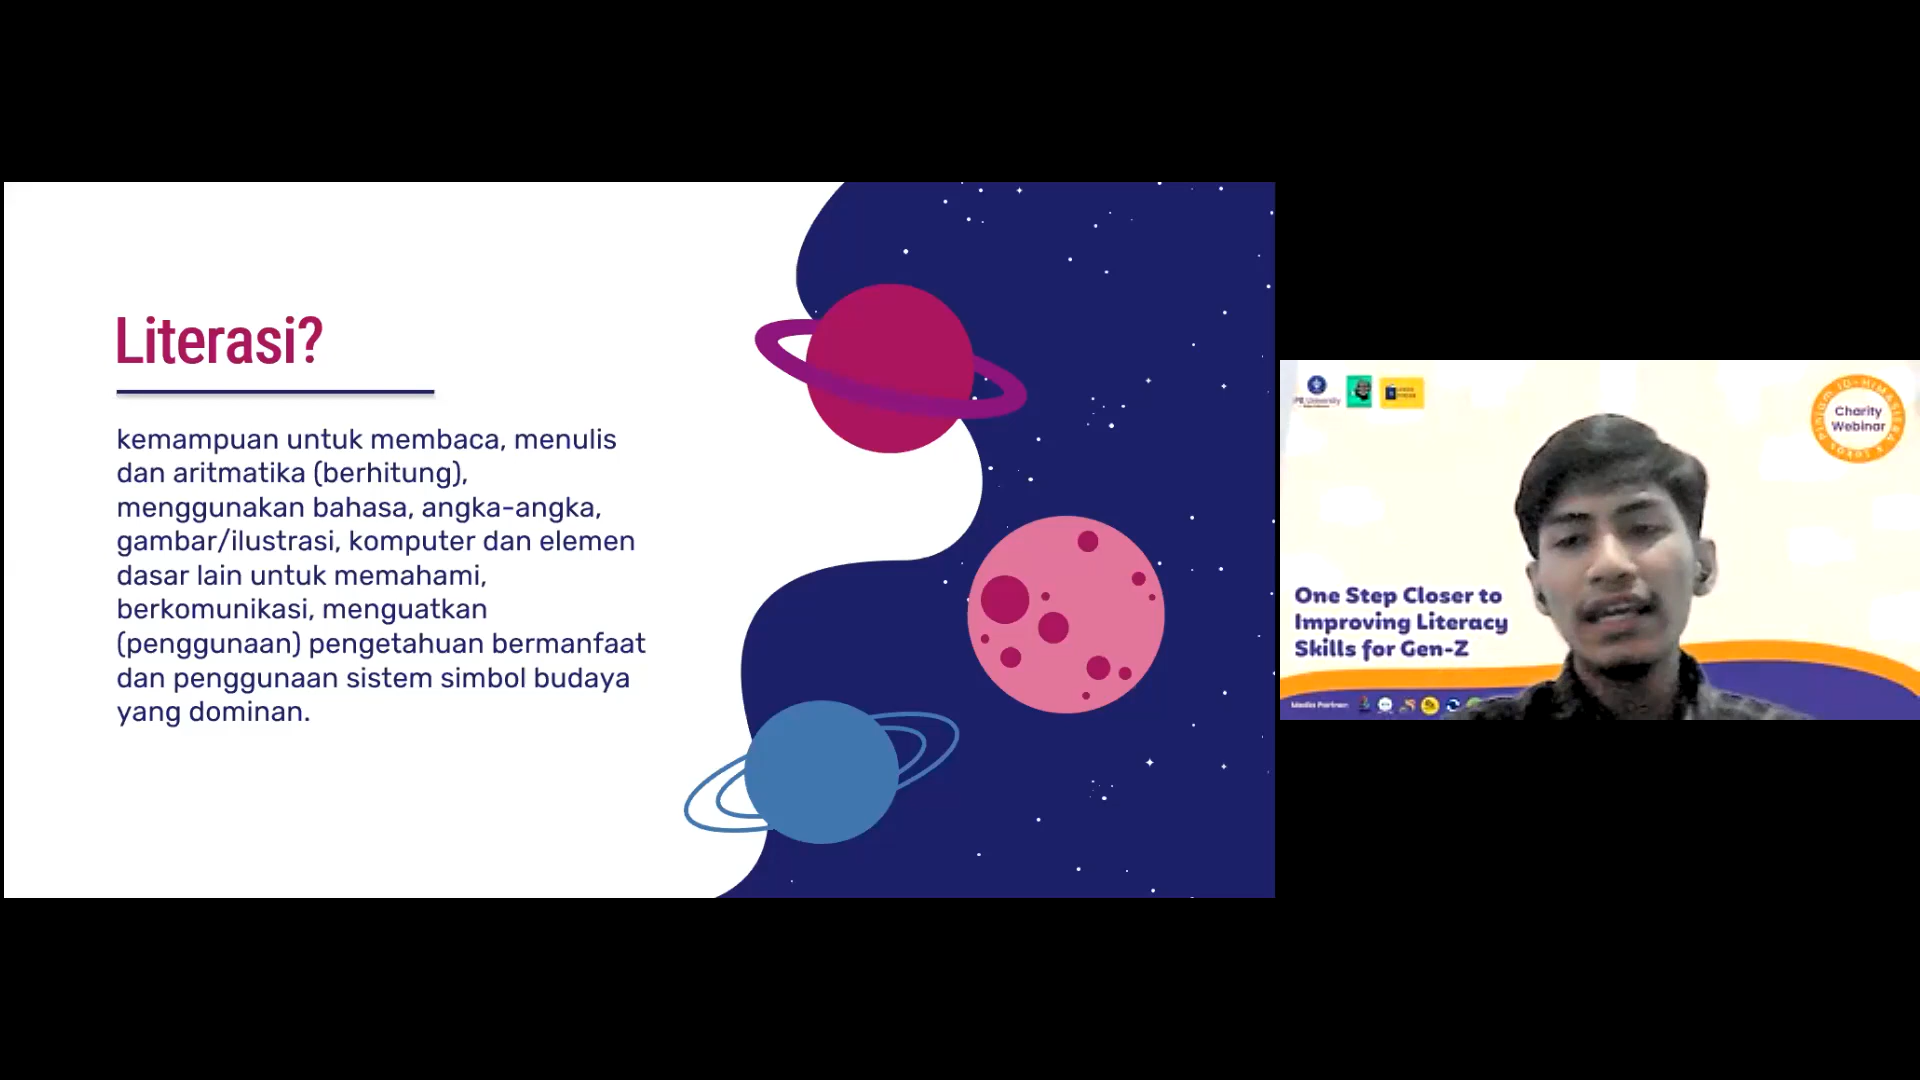 Literasi?
kemampuan untuk membaca, menulis
dan aritmatika (berhitung),
menggunakan bahasa, angka-angka,
gambar/ilustrasi, komputer dan elemen
dasar lain untuk memahami,
berkomunikasi, menguatkan
(penggunaan) pengetahuan bermanfaat
dan penggunaan sistem simbol budaya
yang dominan.
University
Charity
Webinar
One Step Closer to
Improving Literacy
Skills for Gen-Z
Media Partner: